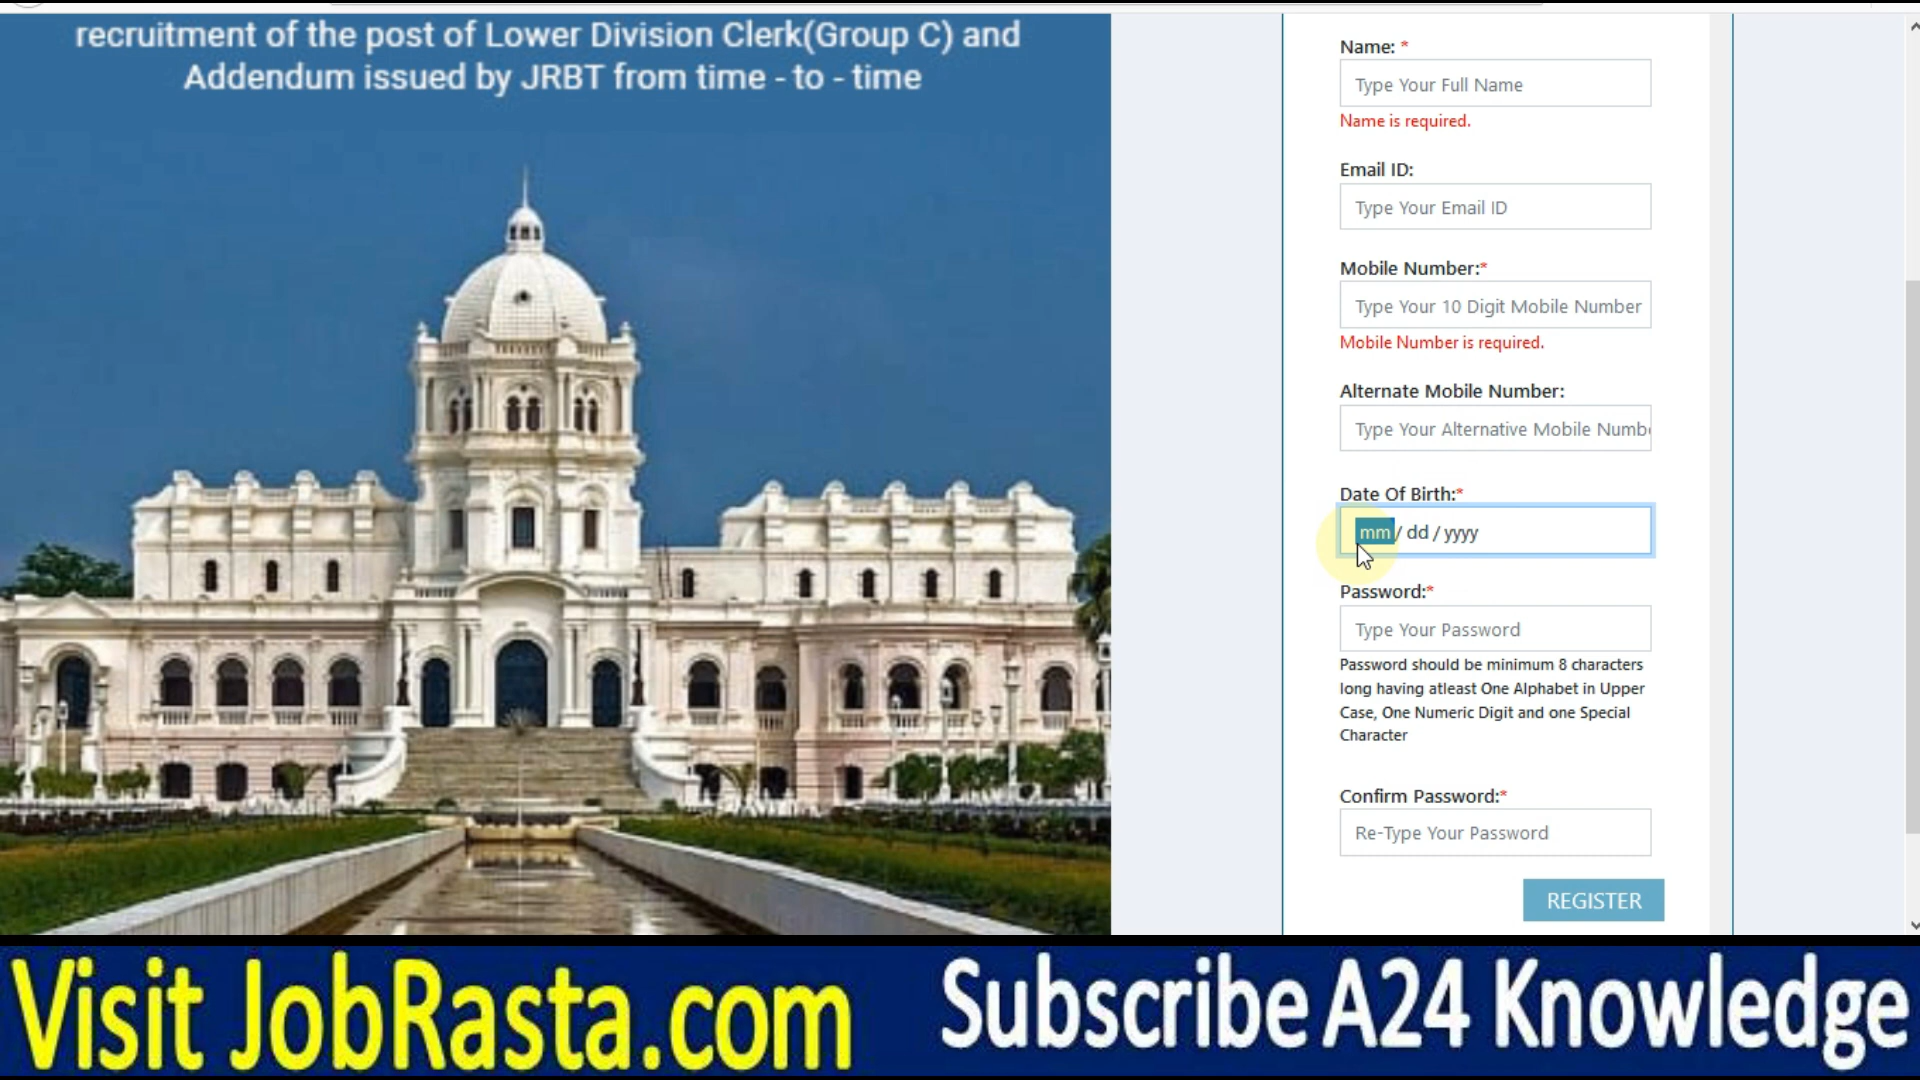 recruitment of the post of Lower Division Clerk(Group C) and
Addendum issued by JRBT from time - to - time
Name: *
Type Your Full Name
Name is required.
Email ID:
Type Your Email ID
Mobile Number:*
Type Your 10 Digit Mobile Number
Mobile Number is required.
Alternate Mobile Number:
Type Your Alternative Mobile Numb
Date Of Birth:*
mm / dd / yyyy
Password:*
Type Your Password
Password should be minimum 8 characters
long having atleast One Alphabet in Upper
Case, One Numeric Digit and one Special
Character
Confirm Password:*
Re-Type Your Password
REGISTER
Visit JobRasta.com
Subscribe A24 Knowledge